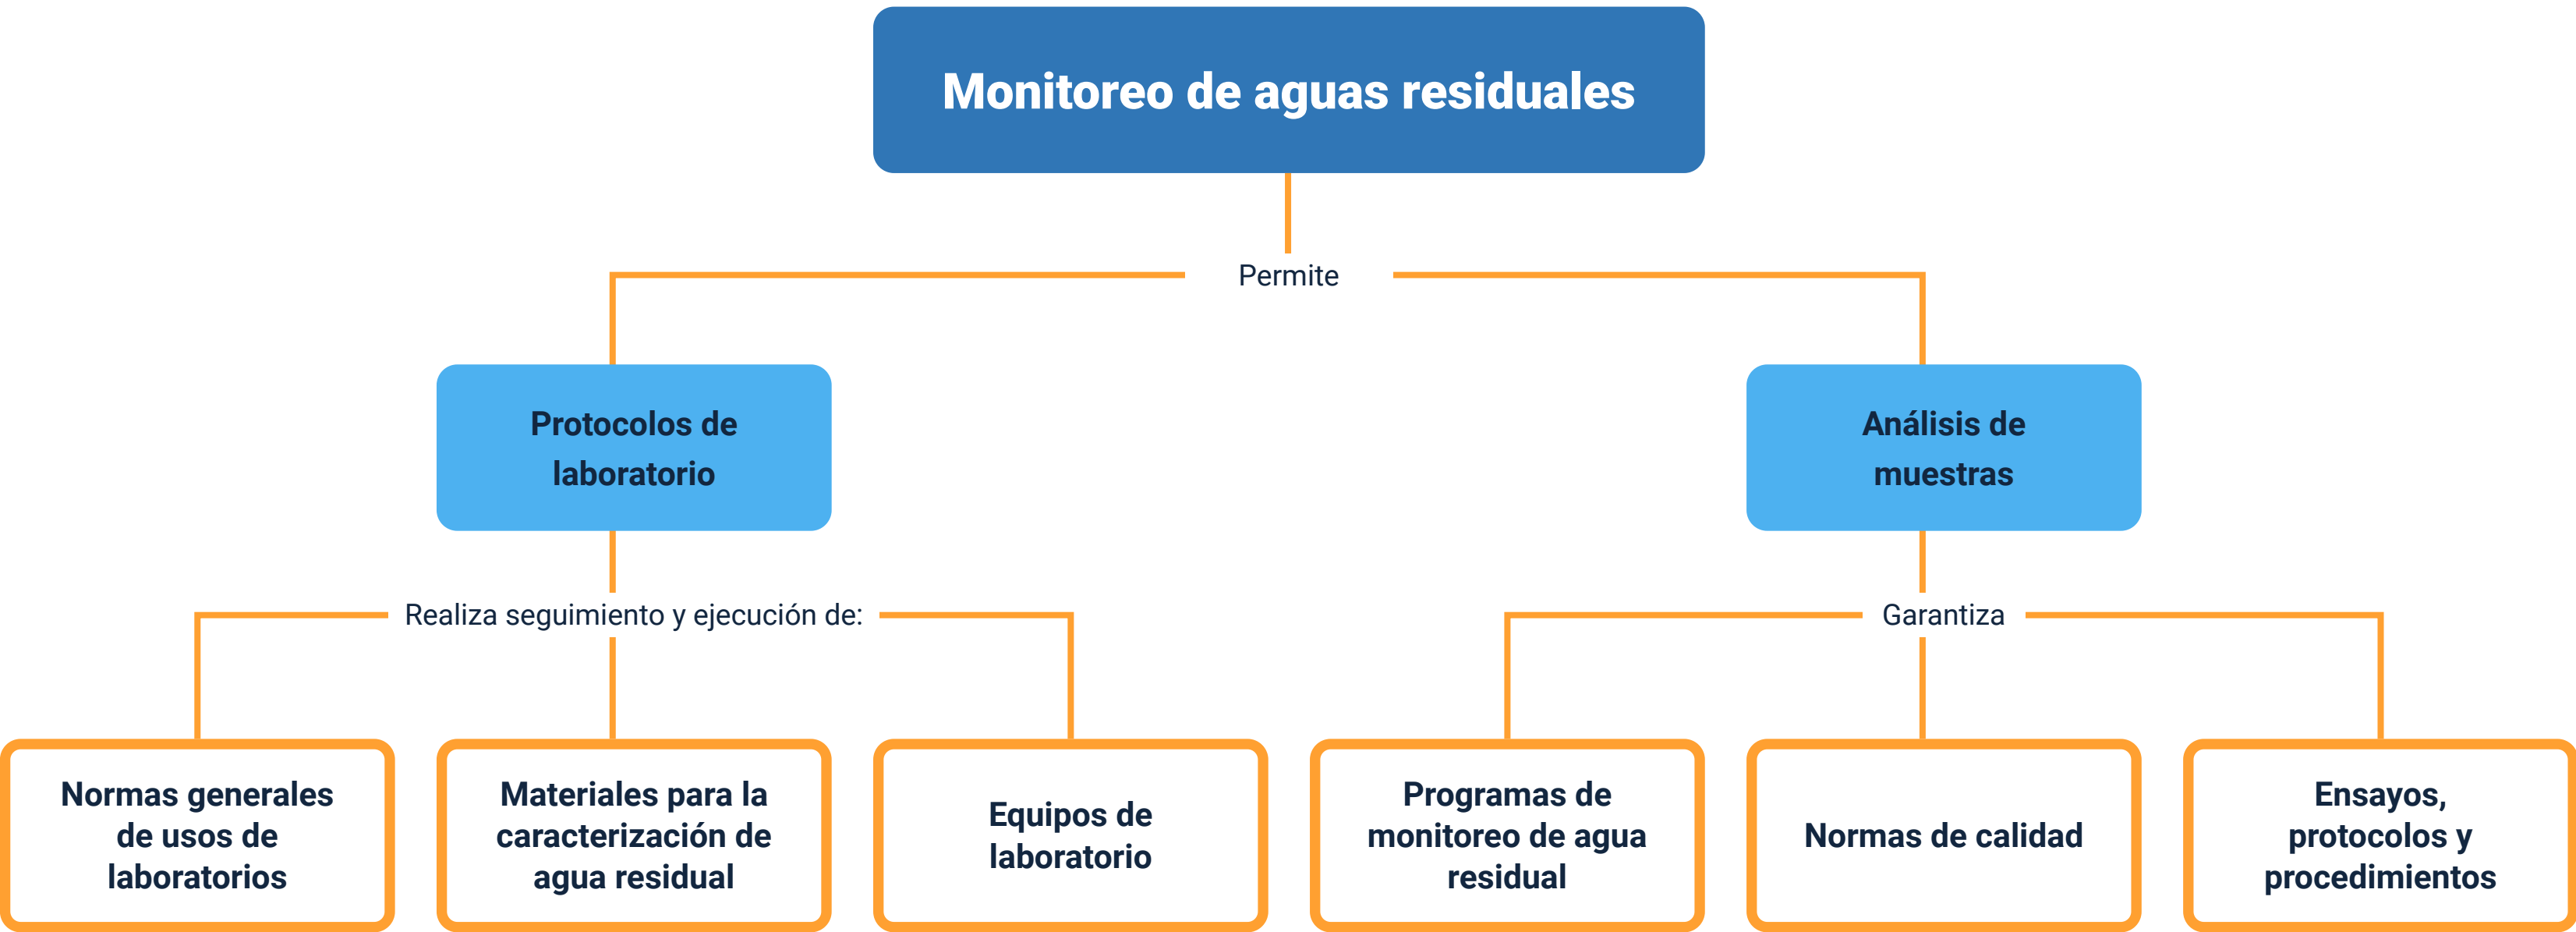 Monitoreo de aguas residuales
Permite
Protocolos de
laboratorio
Análisis de
muestras
Realiza seguimiento y ejecución de:
Garantiza
Normas generales
de usos de
laboratorios
Materiales para la
caracterización de
agua residual
Equipos de
laboratorio
Programas de
monitoreo de agua
residual
Normas de calidad
Ensayos,
protocolos y
procedimientos